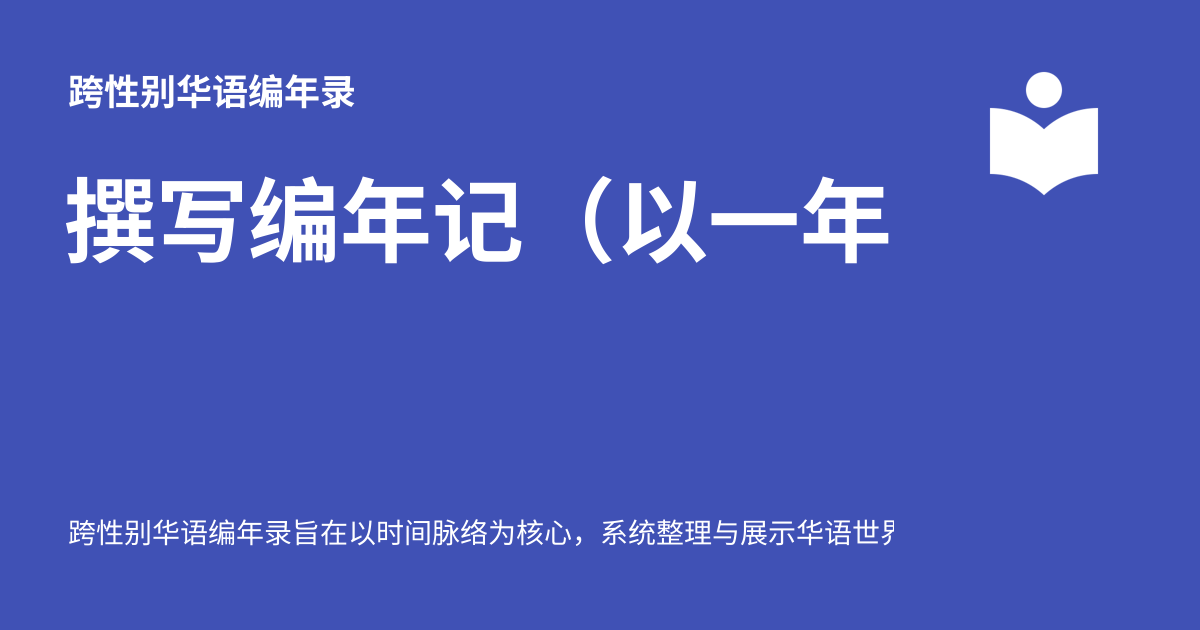 跨性别华语编年录
撰写编年记（以一年
跨性别华语编年录旨在以时间脉络为核心，系统整理与展示华语世界